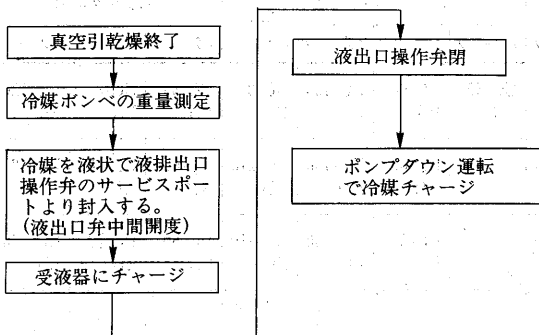 真空引乾燥終了
冷媒ボンベの重量測定
冷媒を液状で液排出口
操作弁のサービスポー
トより封入する。
(液出口弁中間開度)
受液器にチャージ
液出口操作弁閉
ポンプダウン運転
で冷媒チャージ